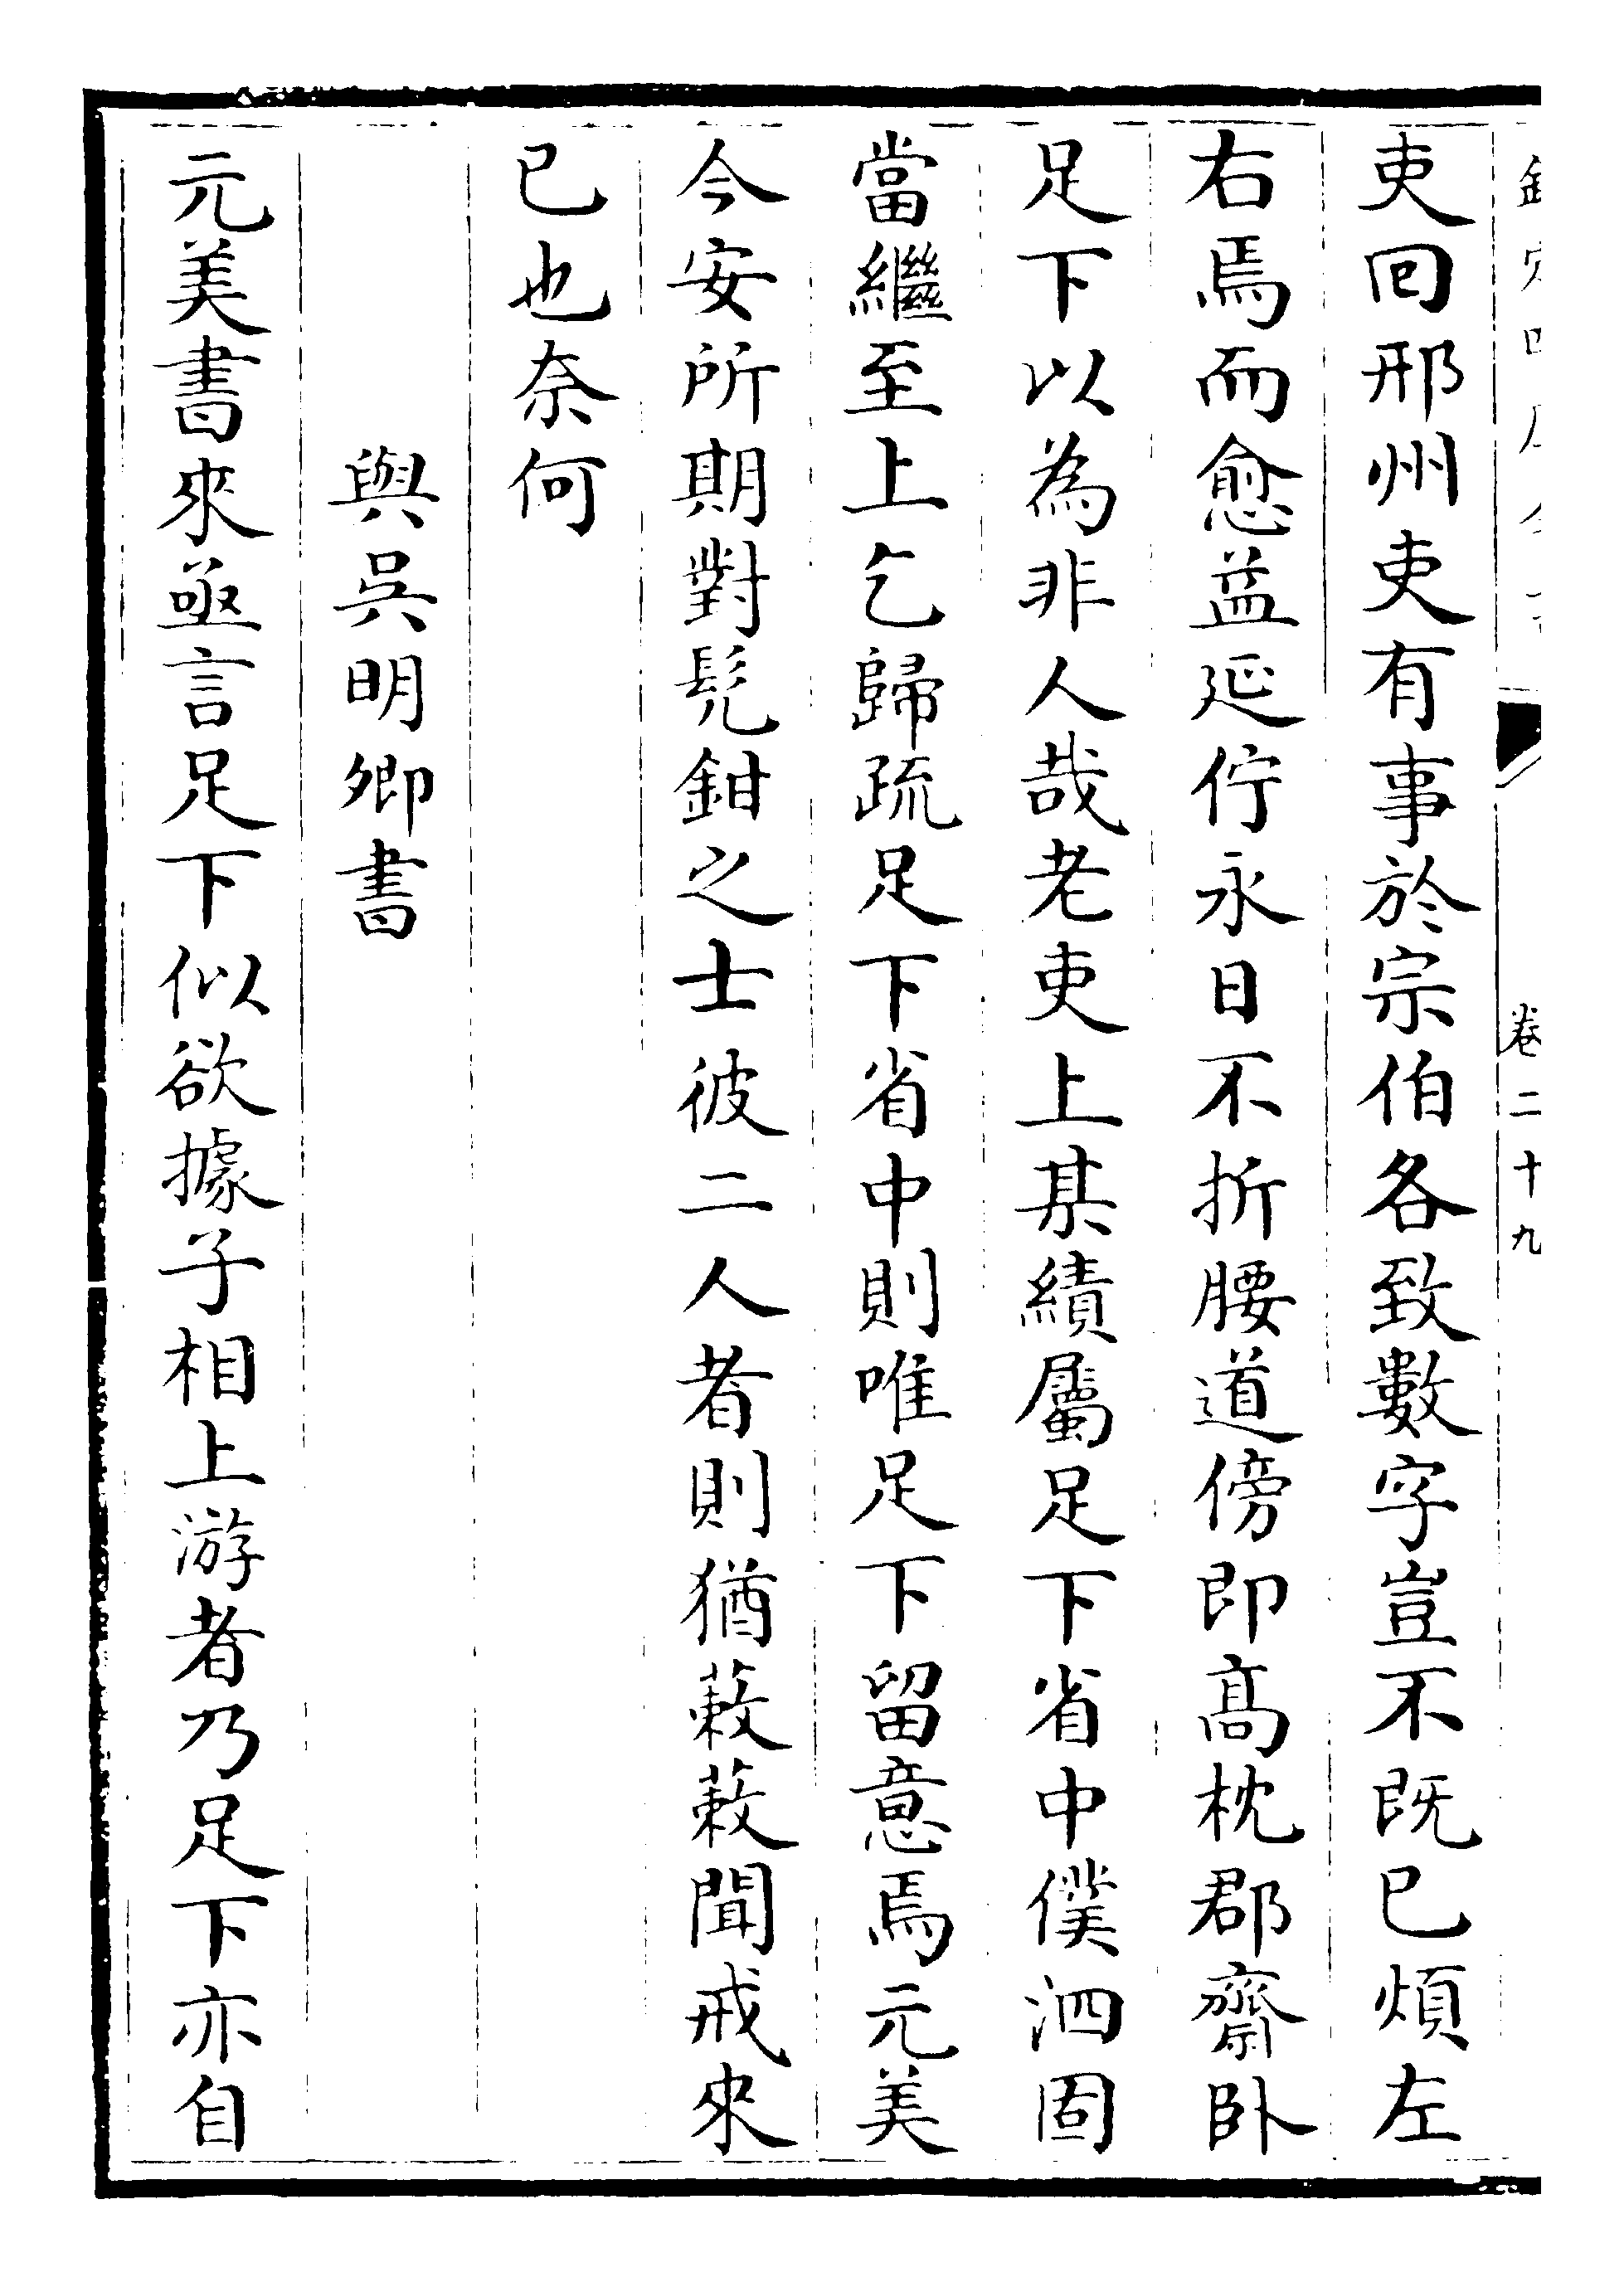 卷二十九
吏回邢州吏有事於宗伯各致數字豈不既已煩左
右焉而愈益延佇永日不折腰道傍即髙枕郡齋卧
足下以為非人哉老吏上某績屬足下省中僕泗固
當繼至上乞歸疏足下省中則唯足下留意焉元美
今安所期對髠鉗之士彼二人者則猶蔌蔌聞戒來
已也奈何
與吳明卿書
元美書來亟言足下似欲據子相上游者乃足下亦自